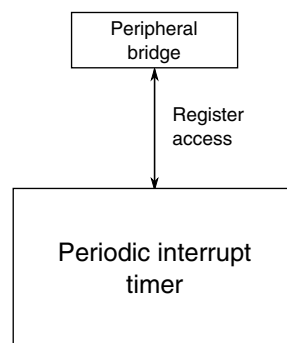 Peripheral
bridge
Register
access
Periodic interrupt
timer